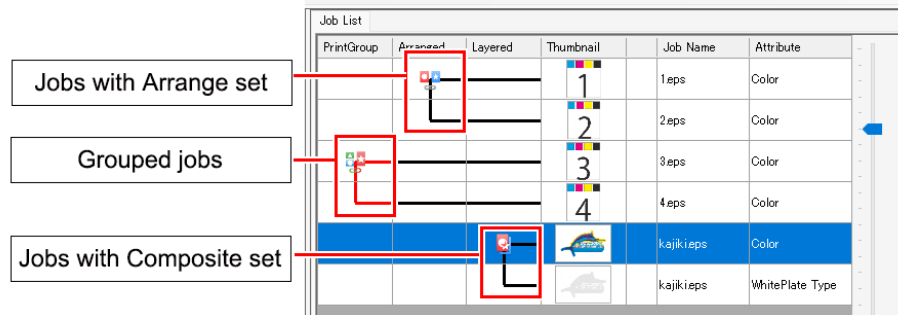 Job List
PrintGroup Arranged Layered Thumbnail Job Name Attribute
Jobs with Arrange set
1 1.eps Color
2 2.eps Color
Grouped jobs
3 3.eps Color
4 4.eps Color
Jobs with Composite set
kajiki.eps Color
kajiki.eps WhitePlate Type